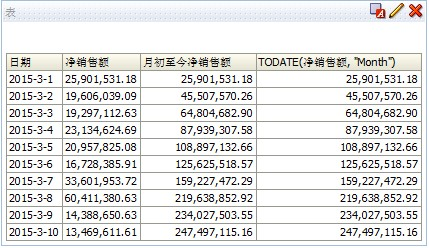 表
日期 净销售额 月初至今净销售额 TODATE(净销售额, "Month")
2015-3-1 25,901,531.18 25,901,531.18 25,901,531.18
2015-3-2 19,606,039.09 45,507,570.26 45,507,570.26
2015-3-3 19,297,112.63 64,804,682.90 64,804,682.90
2015-3-4 23,134,624.69 87,939,307.58 87,939,307.58
2015-3-5 20,957,825.08 108,897,132.66 108,897,132.66
2015-3-6 16,728,385.91 125,625,518.57 125,625,518.57
2015-3-7 33,601,953.72 159,227,472.29 159,227,472.29
2015-3-8 60,411,380.63 219,638,852.92 219,638,852.92
2015-3-9 14,388,650.63 234,027,503.55 234,027,503.55
2015-3-10 13,469,611.61 247,497,115.16 247,497,115.16